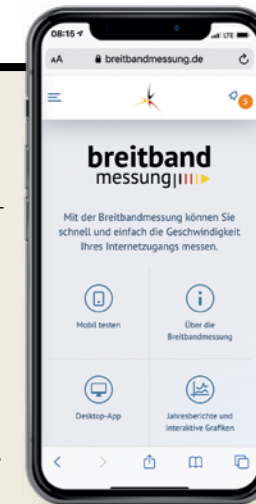 08:15
LTE
AA breitbandmessung.de
5
breitband
messung
Mit der Breitbandmessung können Sie
schnell und einfach die Geschwindigkeit
Ihres Internetzugangs messen.
Mobil testen
Über die
Breitbandmessung
Desktop-App
Jahresberichte und
interaktive Grafiken